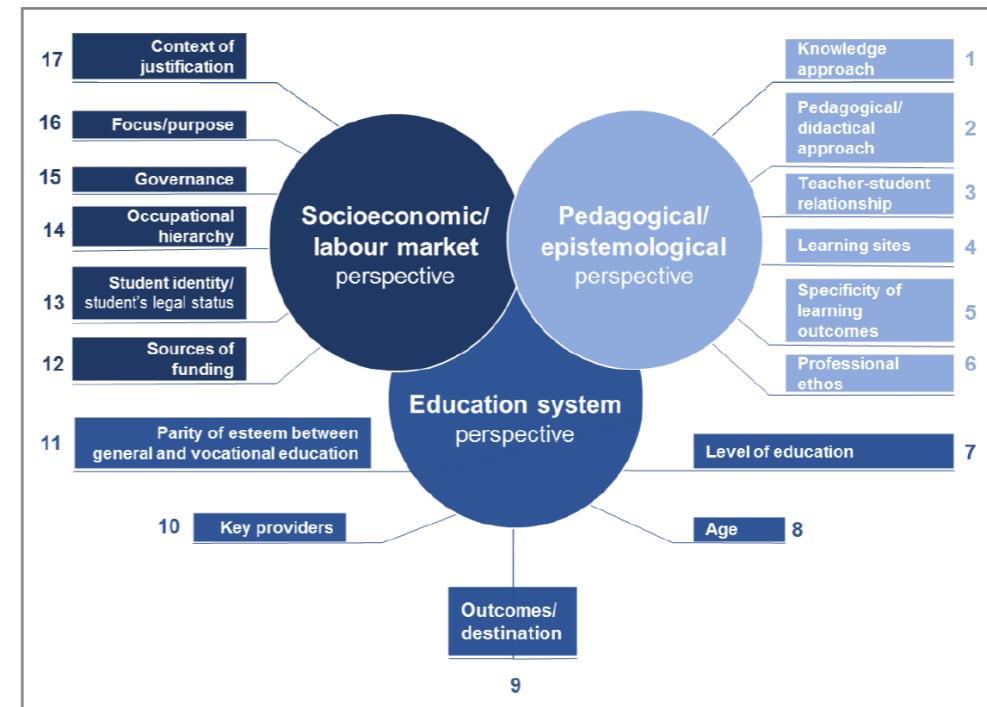 17
Context of
justification
16
Focus/purpose
15
Governance
14
Occupational
hierarchy
13
Student identity/
student's legal status
12
Sources of
funding
Socioeconomic/
labour market
perspective
Pedagogical/
epistemological
perspective
Education system
perspective
Knowledge
approach
1
Pedagogical/
didactical
approach
2
Teacher-student
relationship
3
Learning sites
4
Specificity of
learning
outcomes
5
Professional
ethos
6
11
Parity of esteem between
general and vocational education
Level of education
7
10
Key providers
Age
8
Outcomes/
destination
9